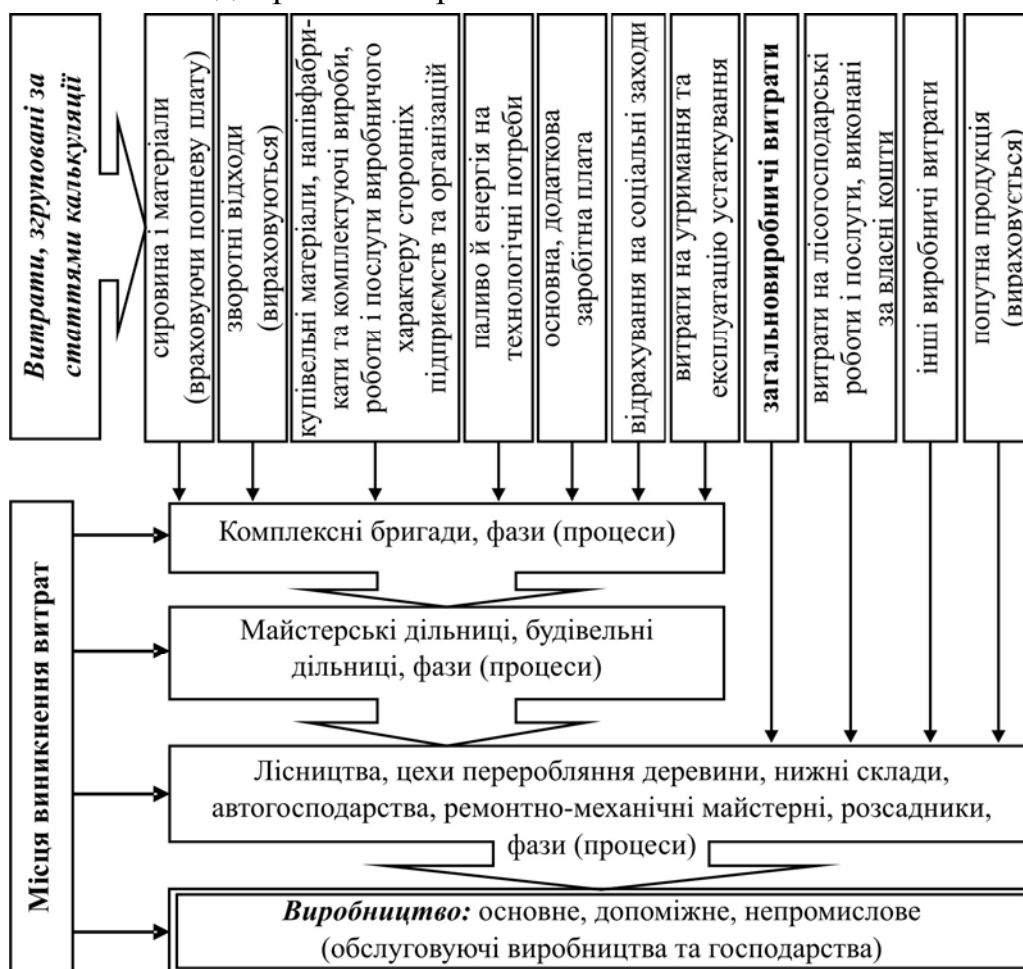 Витрати, згруповані за
статтями калькуляції
сировина і матеріали
(враховуючи попневу плату)
зворотні відходи
(вираховуються)
купівельні матеріали, напівфабри-
кати та комплектуючі вироби,
роботи і послуги виробничого
характеру сторонніх
підприємств та організацій
паливо й енергія на
технологічні потреби
основна, додаткова
заробітна плата
відрахування на соціальні заходи
витрати на утримання та
експлуатацію устаткування
загальновиробничі витрати
витрати на лісогосподарські
роботи і послуги, виконані
за власні кошти
інші виробничі витрати
попутна продукція
(вираховується)
Місця виникнення витрат
Комплексні бригади, фази (процеси)
Майстерські дільниці, будівельні
дільниці, фази (процеси)
Лісництва, цехи перероблян­ня деревини, нижні склади,
автогосподарства, ремонтно-механічні майстерні, розсадники,
фази (процеси)
Виробництво: основне, допоміжне, непромислове
(обслуговуючі виробництва та господарства)